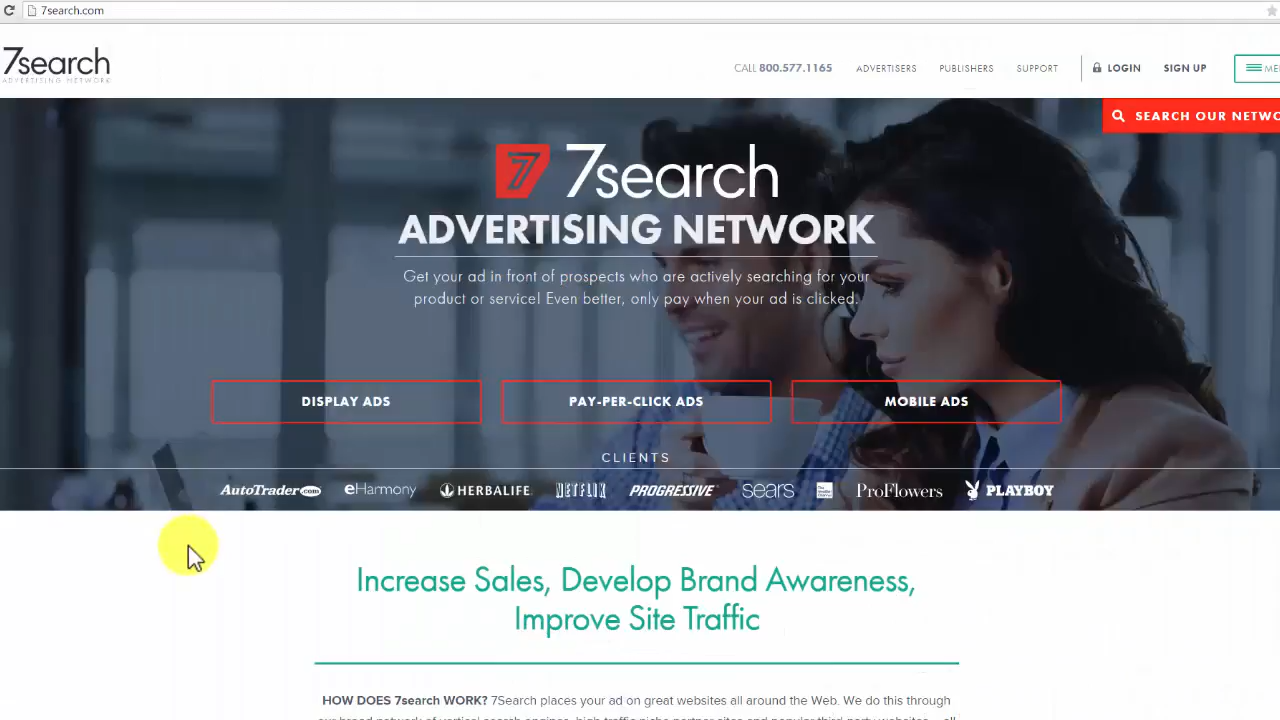 7search.com
7search
ADVERTISING NETWORK
CALL 800.577.1165 ADVERTISERS PUBLISHERS SUPPORT LOGIN SIGN UP
SEARCH OUR
7 7search
ADVERTISING NETWORK
Get your ad in front of prospects who are actively searching for your
product or service! Even better, only pay when your ad is clicked.
DISPLAY ADS PAY-PER-CLICK ADS MOBILE ADS
CLIENTS
AutoTrader.com eHarmony HERBALIFE NETFLIX PROGRESSIVE sears ProFlowers PLAYBOY
Increase Sales, Develop Brand Awareness,
Improve Site Traffic
HOW DOES 7search WORK? 7Search places your ad on great websites all around the Web. We do this through